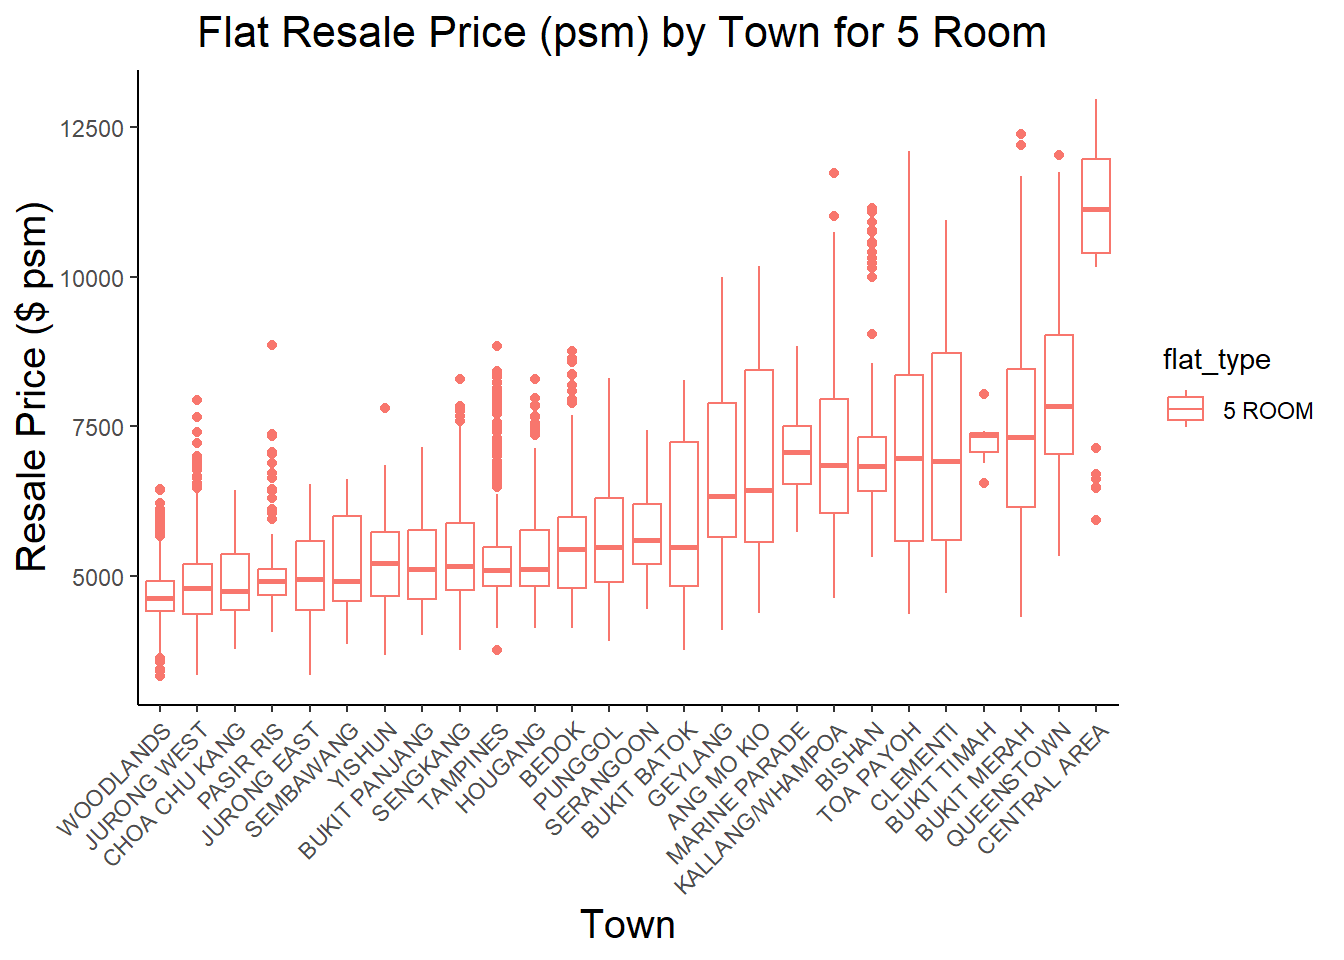 Flat Resale Price (psm) by Town for 5 Room
Resale Price ($ psm)
12500
10000
7500
5000
WOODLANDS
JURONG WEST
CHOA CHU KANG
PASIR RIS
JURONG EAST
SEMBAWANG
YISHUN
BUKIT PANJANG
SENGKANG
TAMPINES
HOUGANG
BEDOK
PUNGGOL
SERANGOON
BUKIT BATOK
GEYLANG
ANG MO KIO
MARINE PARADE
KALLANG/WHAMPOA
BISHAN
TOA PAYOH
CLEMENTI
BUKIT TIMAH
BUKIT MERAH
QUEENSTOWN
CENTRAL AREA
Town
flat_type
5 ROOM